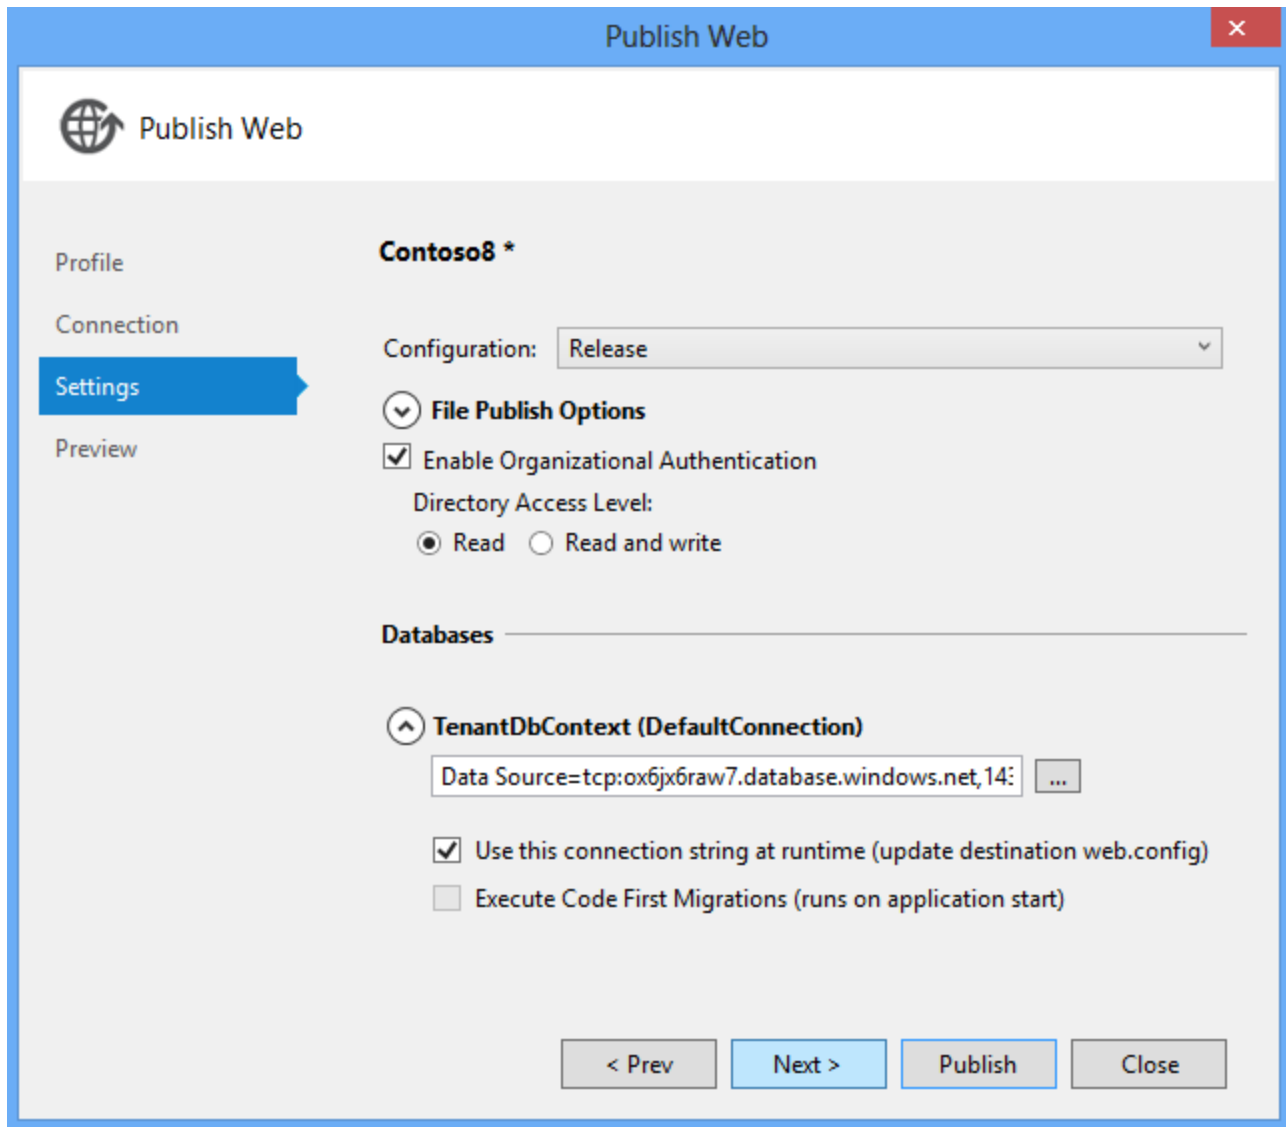 Publish Web
Publish Web
Profile
Connection
Settings
Preview
Contoso8 *
Configuration: Release
File Publish Options
Enable Organizational Authentication
Directory Access Level:
Read Read and write
Databases
TenantDbContext (DefaultConnection)
Data Source=tcp:ox6jx6raw7.database.windows.net,143 ...
Use this connection string at runtime (update destination web.config)
Execute Code First Migrations (runs on application start)
< Prev Next > Publish Close